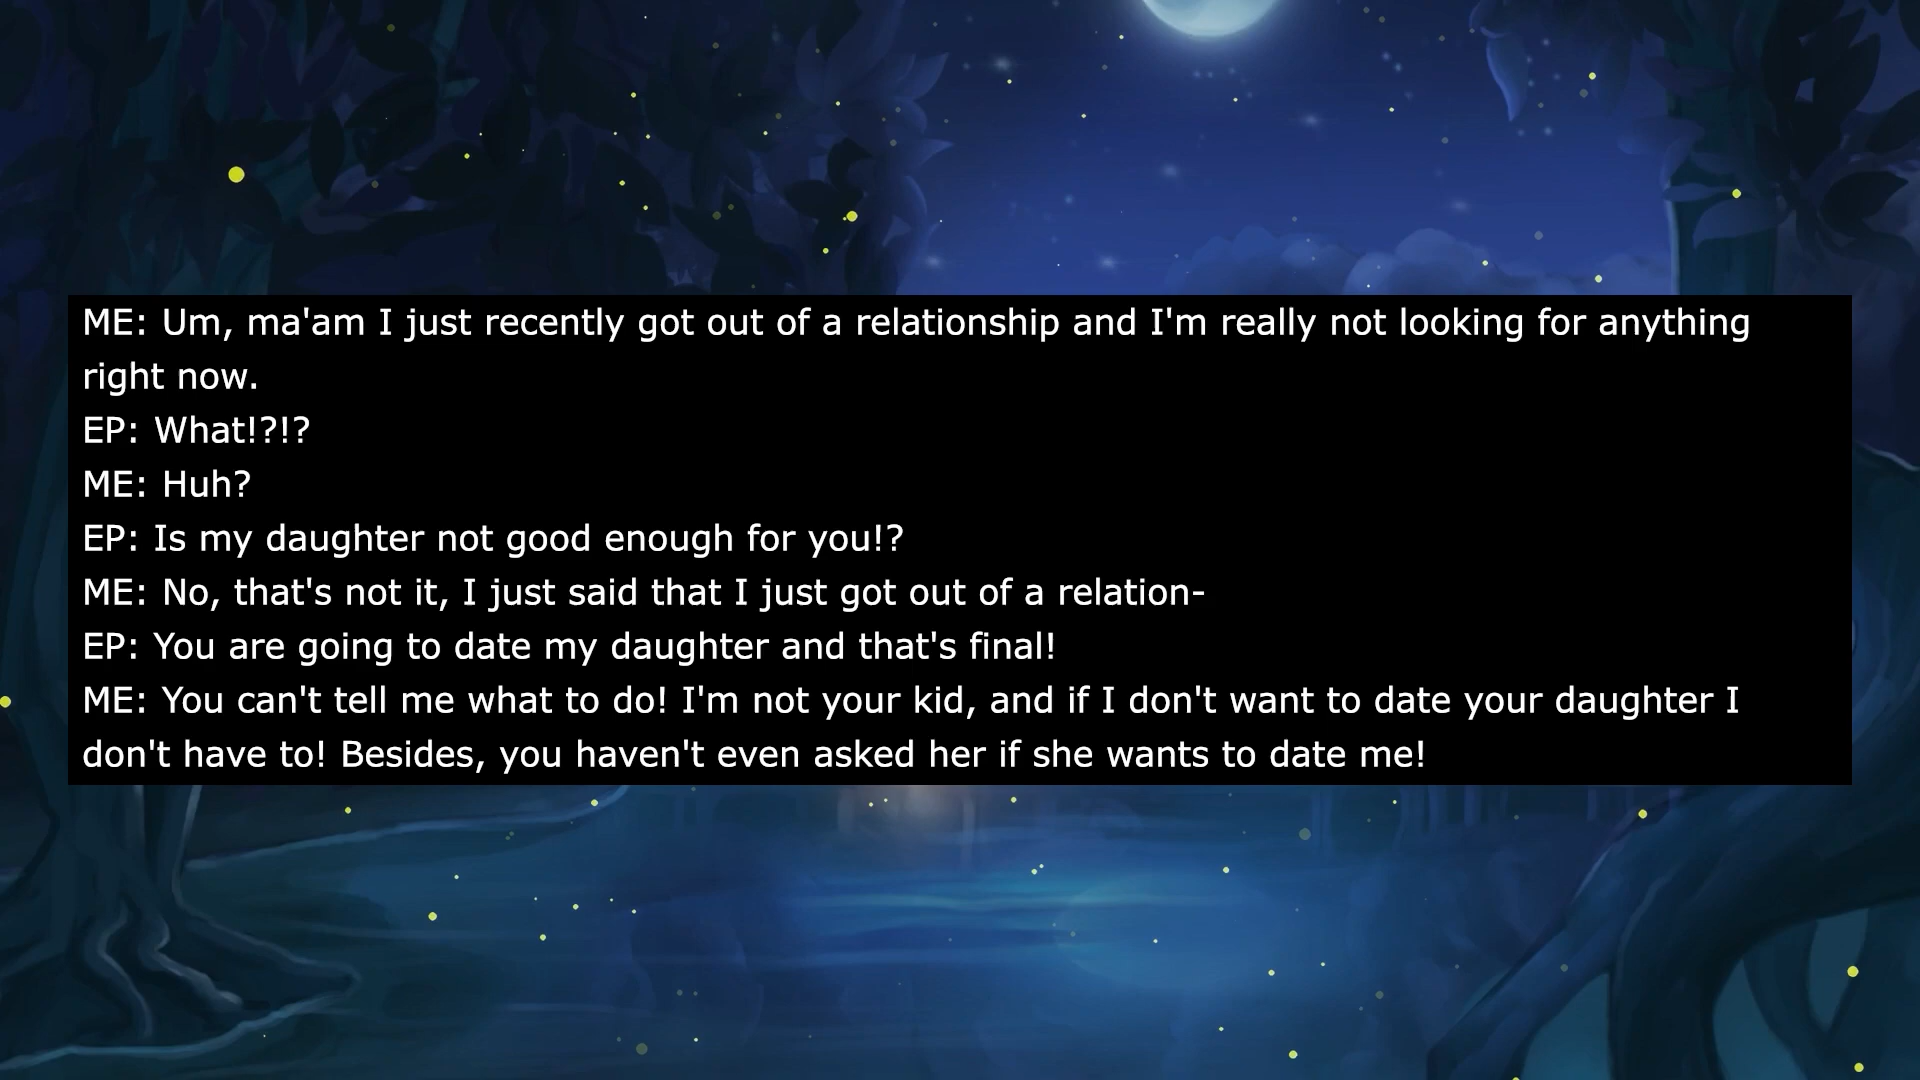 ME: Um, ma'am I just recently got out of a relationship and I'm really not looking for anything
right now.
EP: What!?!?
ME: Huh?
EP: Is my daughter not good enough for you!?
ME: No, that's not it, I just said that I just got out of a relation-
EP: You are going to date my daughter and that's final!
ME: You can't tell me what to do! I'm not your kid, and if I don't want to date your daughter I
don't have to! Besides, you haven't even asked her if she wants to date me!